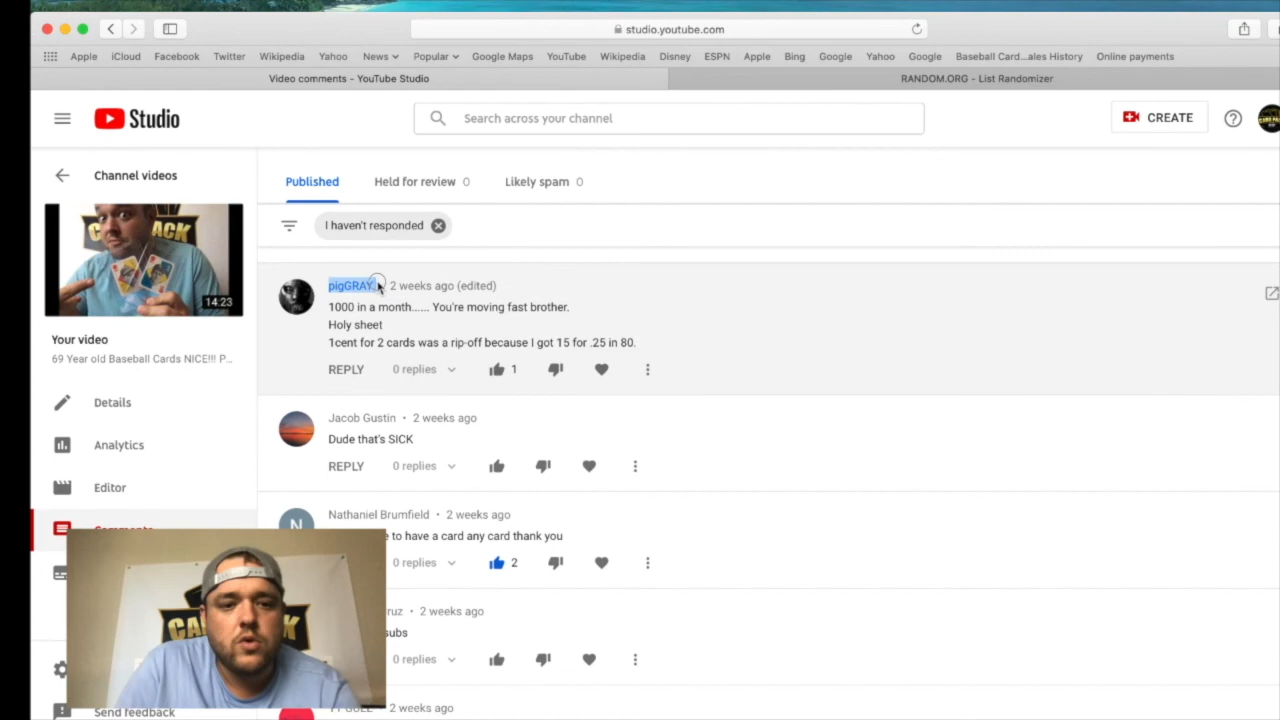 studio.youtube.com
Apple iCloud Facebook Twitter Wikipedia Yahoo News Popular Google Maps YouTube Wikipedia Disney ESPN Apple Bing Google Yahoo Google Baseball Card...ales History Online payments
Video comments - YouTube Studio
RANDOM.ORG - List Randomizer
Studio
Search across your channel
CREATE
Channel videos
14:23
Your video
69 Year old Baseball Cards NICE!!! P...
Details
Analytics
Editor
Send feedback
Published
Held for review 0
Likely spam 0
I haven't responded
pigGRAY. 2 weeks ago (edited)
1000 in a month...... You're moving fast brother.
Holy sheet
1cent for 2 cards was a rip-off because I got 15 for .25 in 80.
REPLY 0 replies 1
Jacob Gustin • 2 weeks ago
Dude that's SICK
REPLY 0 replies
N
Nathaniel Brumfield • 2 weeks ago
to have a card any card thank you
0 replies 2
ruz • 2 weeks ago
subs
0 replies
2 weeks ago